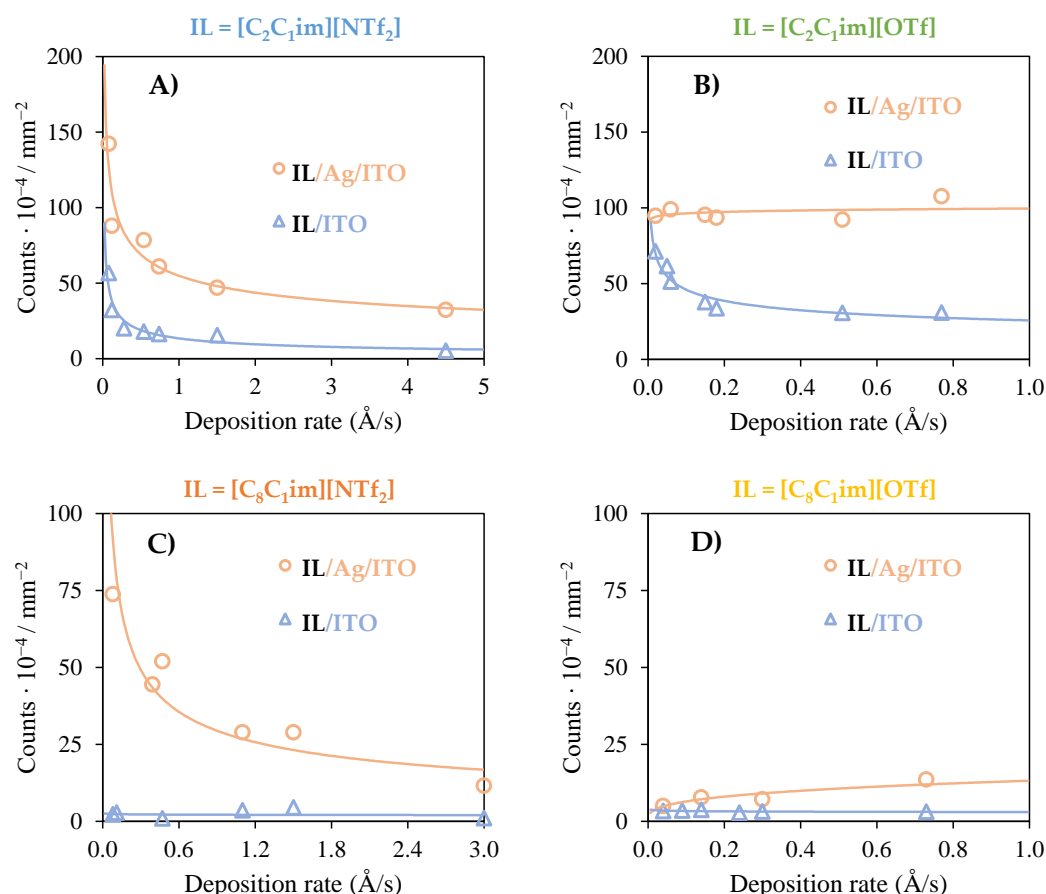 IL = [C₂C₁im][NTf₂]
A)
IL/Ag/ITO
IL/ITO
Counts · 10⁻⁴ / mm⁻²
200
150
100
50
0
0 1 2 3 4 5
Deposition rate (Å/s)
IL = [C₂C₁im][OTf]
B)
IL/Ag/ITO
IL/ITO
Counts · 10⁻⁴ / mm⁻²
200
150
100
50
0
0.0 0.2 0.4 0.6 0.8 1.0
Deposition rate (Å/s)
IL = [C₈C₁im][NTf₂]
C)
IL/Ag/ITO
IL/ITO
Counts · 10⁻⁴ / mm⁻²
100
75
50
25
0
0.0 0.6 1.2 1.8 2.4 3.0
Deposition rate (Å/s)
IL = [C₈C₁im][OTf]
D)
IL/Ag/ITO
IL/ITO
Counts · 10⁻⁴ / mm⁻²
100
75
50
25
0
0.0 0.2 0.4 0.6 0.8 1.0
Deposition rate (Å/s)